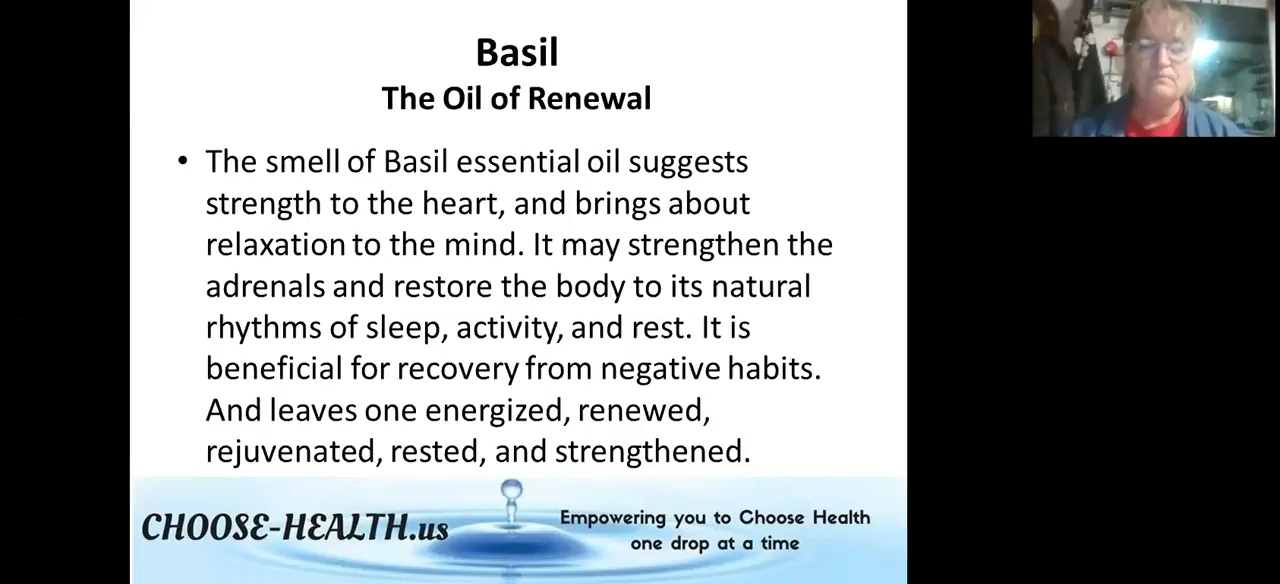 Basil
The Oil of Renewal
• The smell of Basil essential oil suggests
strength to the heart, and brings about
relaxation to the mind. It may strengthen the
adrenals and restore the body to its natural
rhythms of sleep, activity, and rest. It is
beneficial for recovery from negative habits.
And leaves one energized, renewed,
rejuvenated, rested, and strengthened.
CHOOSE-HEALTH.us
Empowering you to Choose Health
one drop at a time